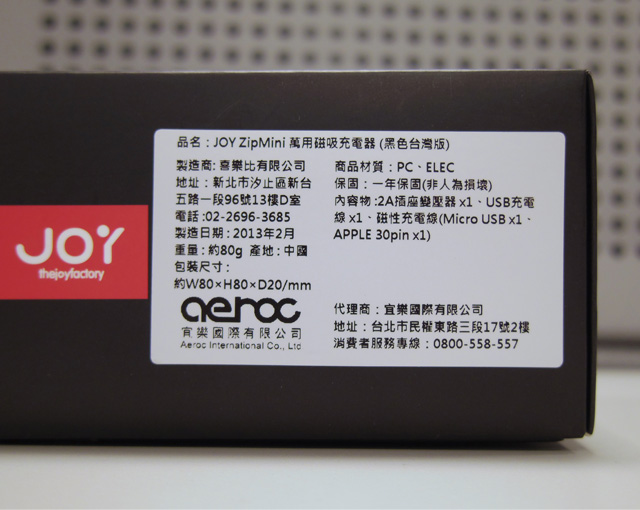 JOY
thejoyfactory
品名：JOY ZipMini 萬用磁吸充電器 (黑色台灣版)
製造商: 喜樂比有限公司
地址：新北市汐止區新台
五路一段96號13樓D室
電話 :02-2696-3685
製造日期：2013年2月
重量：約80g 產地：中國
包裝尺寸：
約W80×H80×D20/mm
aeroc
宜樂國際有限公司
Aeroc International Co., Ltd
商品材質：PC、ELEC
保固：一年保固(非人為損壞)
內容物 :2A插座變壓器 x1、USB充電
線 x1、磁性充電線(Micro USB x1、
APPLE 30pin x1)
代理商：宜樂國際有限公司
地址：台北市民權東路三段17號2樓
消費者服務專線：0800-558-557